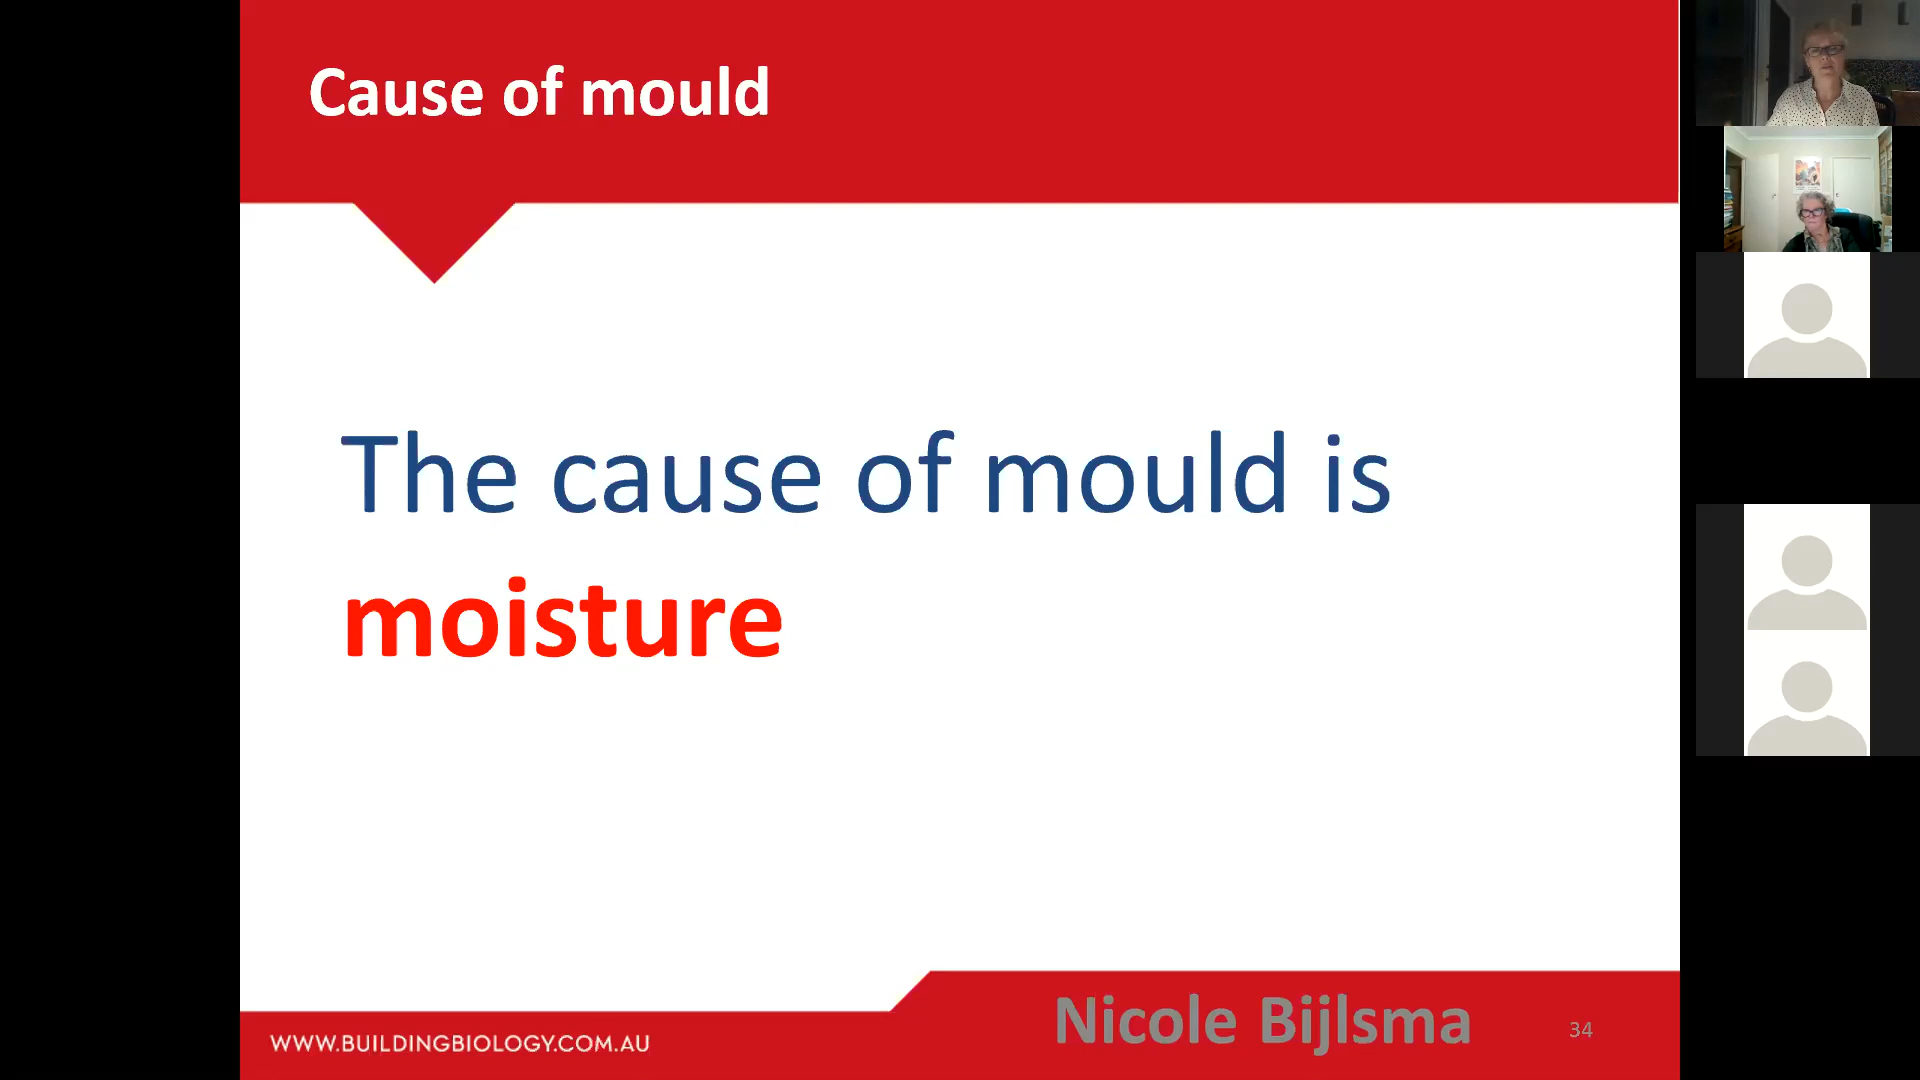 Cause of mould
The cause of mould is
moisture
WWW.BUILDINGBIOLOGY.COM.AU
Nicole Bijlsma
34